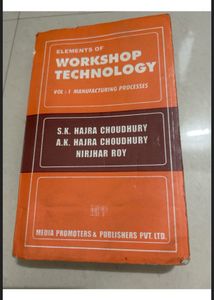 ELEMENTS OF
WORKSHOP
TECHNOLOGY
VOL : I MANUFACTURING PROCESSES
S.K. HAJRA CHOUDHURY
A.K. HAJRA CHOUDHURY
NIRJHAR ROY
MEDIA PROMOTERS & PUBLISHERS PVT. LTD.